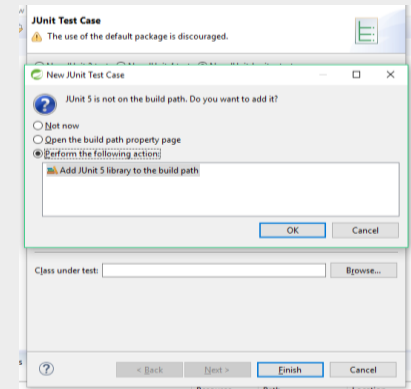 JUnit Test Case
The use of the default package is discouraged.
New JUnit Test Case
JUnit 5 is not on the build path. Do you want to add it?
Not now
Open the build path property page
Perform the following action:
Add JUnit 5 library to the build path
OK
Cancel
Class under test:
Browse...
< Back
Next >
Finish
Cancel